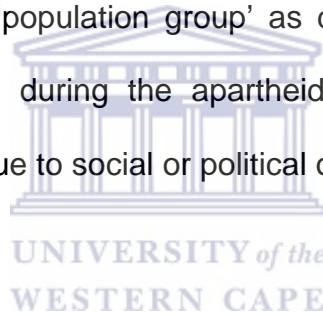 population group’ as
during the apartheid
ue to social or political
UNIVERSITY of the
WESTERN CAPE